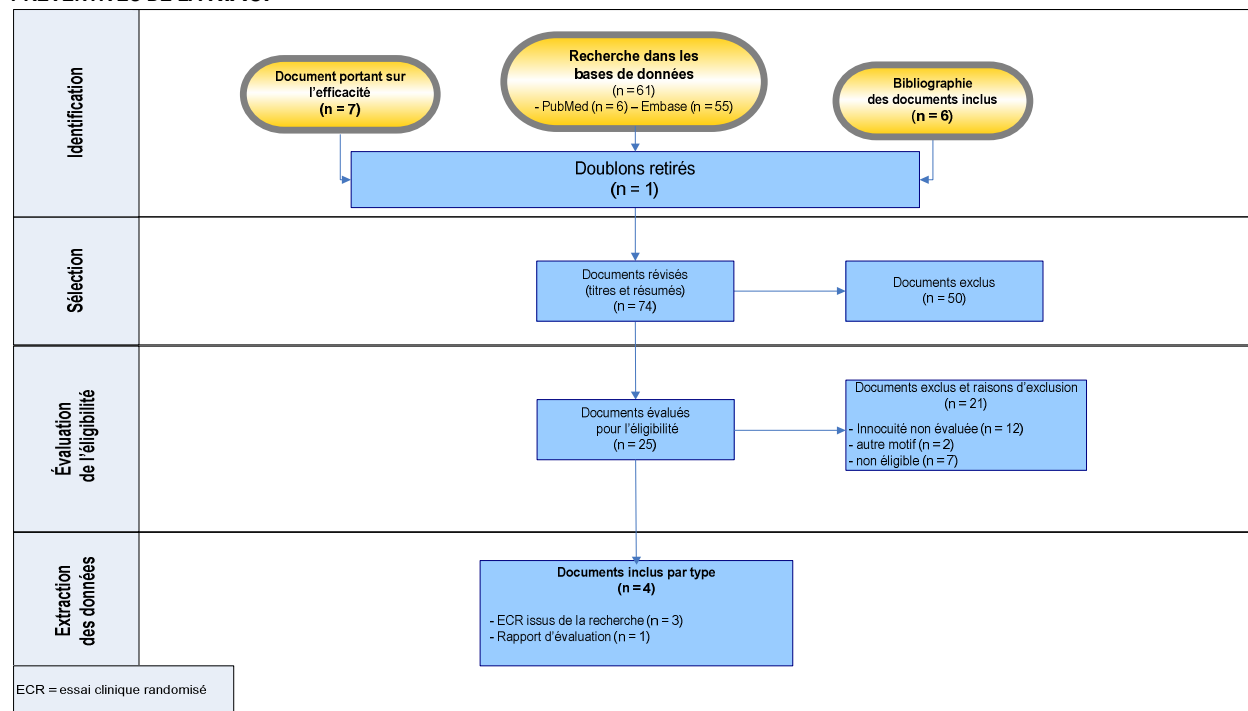 Identification
Document portant sur
l'efficacité
(n = 7)
Recherche dans les
bases de données
(n = 61)
- PubMed (n = 6) – Embase (n = 55)
Bibliographie
des documents inclus
(n = 6)
Doublons retirés
(n = 1)
Sélection
Documents révisés
(titres et résumés)
(n = 74)
Documents exclus
(n = 50)
Évaluation
de l'éligibilité
Documents évalués
pour l'éligibilité
(n = 25)
Documents exclus et raisons d'exclusion
(n = 21)
- Innocuité non évaluée (n = 12)
- autre motif (n = 2)
- non éligible (n = 7)
Extraction
des données
Documents inclus par type
(n = 4)
- ECR issus de la recherche (n = 3)
- Rapport d'évaluation (n = 1)
ECR = essai clinique randomisé